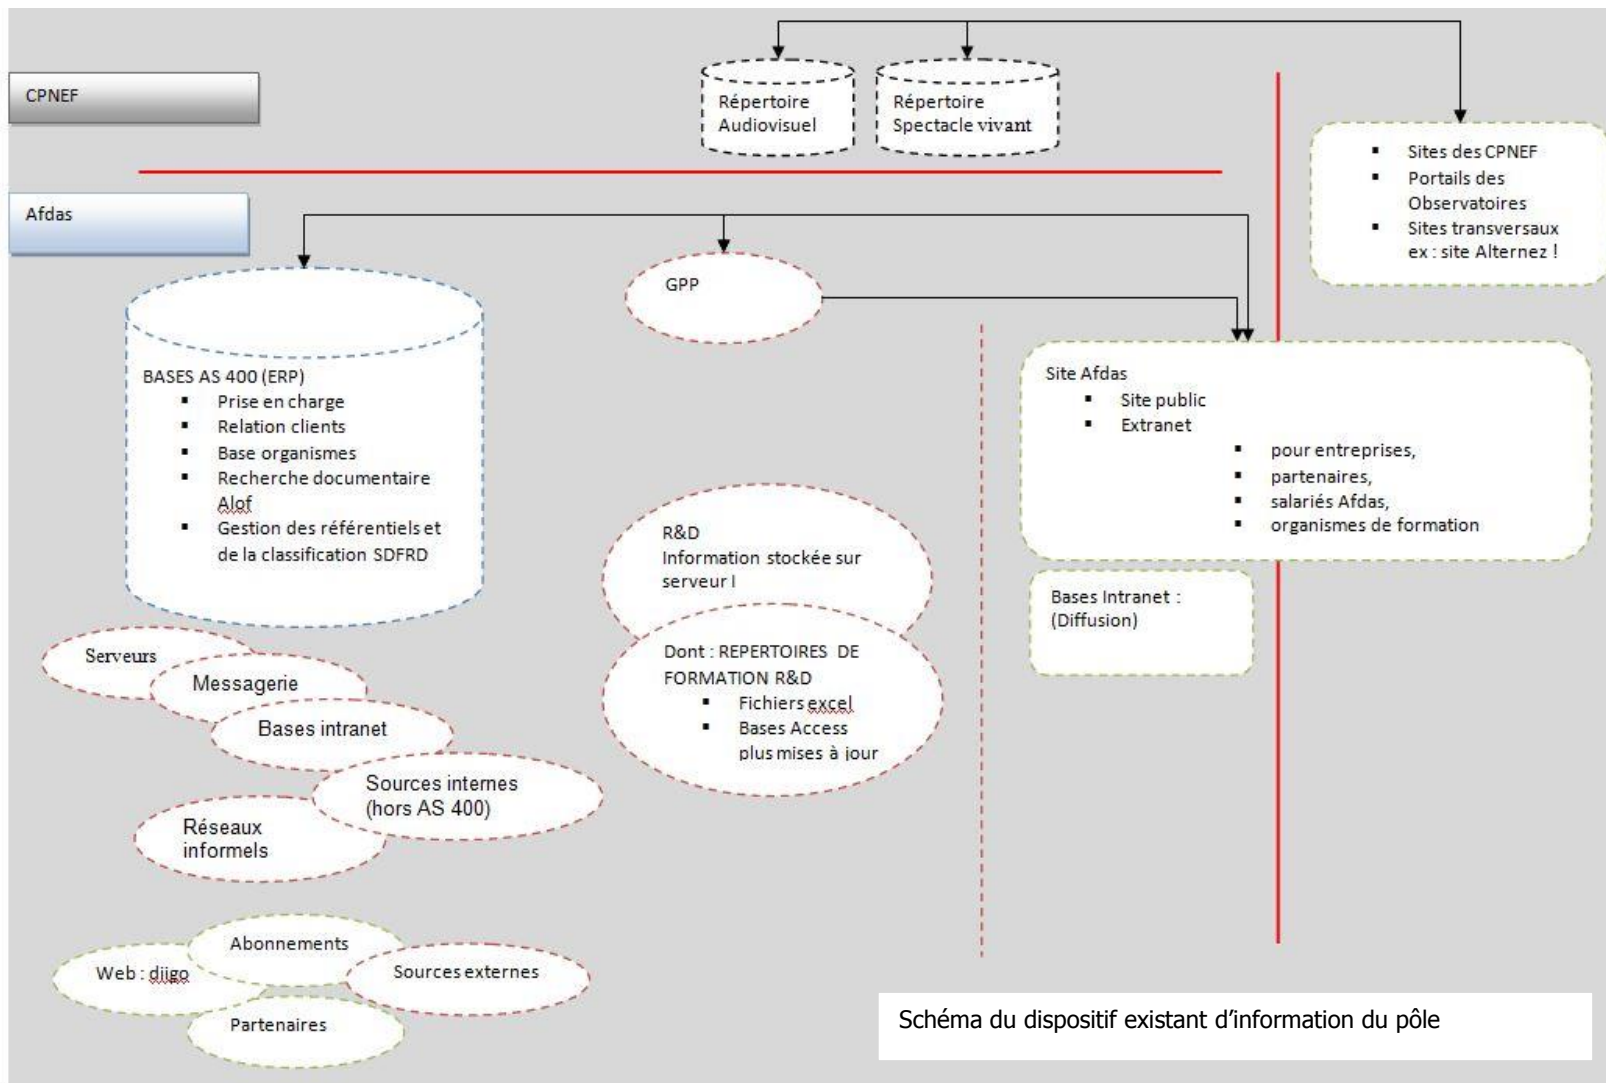 CPNEF
Répertoire
Audiovisuel
Répertoire
Spectacle vivant
▪ Sites des CPNEF
▪ Portails des
Observatoires
▪ Sites transversaux
ex : site Alternez !
Afdas
GPP
BASES AS 400 (ERP)
▪ Prise en charge
▪ Relation clients
▪ Base organismes
▪ Recherche documentaire
Alof
▪ Gestion des référentiels et
de la classification SDFRD
Site Afdas
▪ Site public
▪ Extranet
▪ pour entreprises,
▪ partenaires,
▪ salariés Afdas,
▪ organismes de formation
R&D
Information stockée sur
serveur I
Dont : REPERTOIRES DE
FORMATION R&D
▪ Fichiers excel
▪ Bases Access
plus mises à jour
Bases Intranet :
(Diffusion)
Serveurs
Messagerie
Bases intranet
Sources internes
(hors AS 400)
Réseaux
informels
Abonnements
Web : diigo
Sources externes
Partenaires
Schéma du dispositif existant d’information du pôle